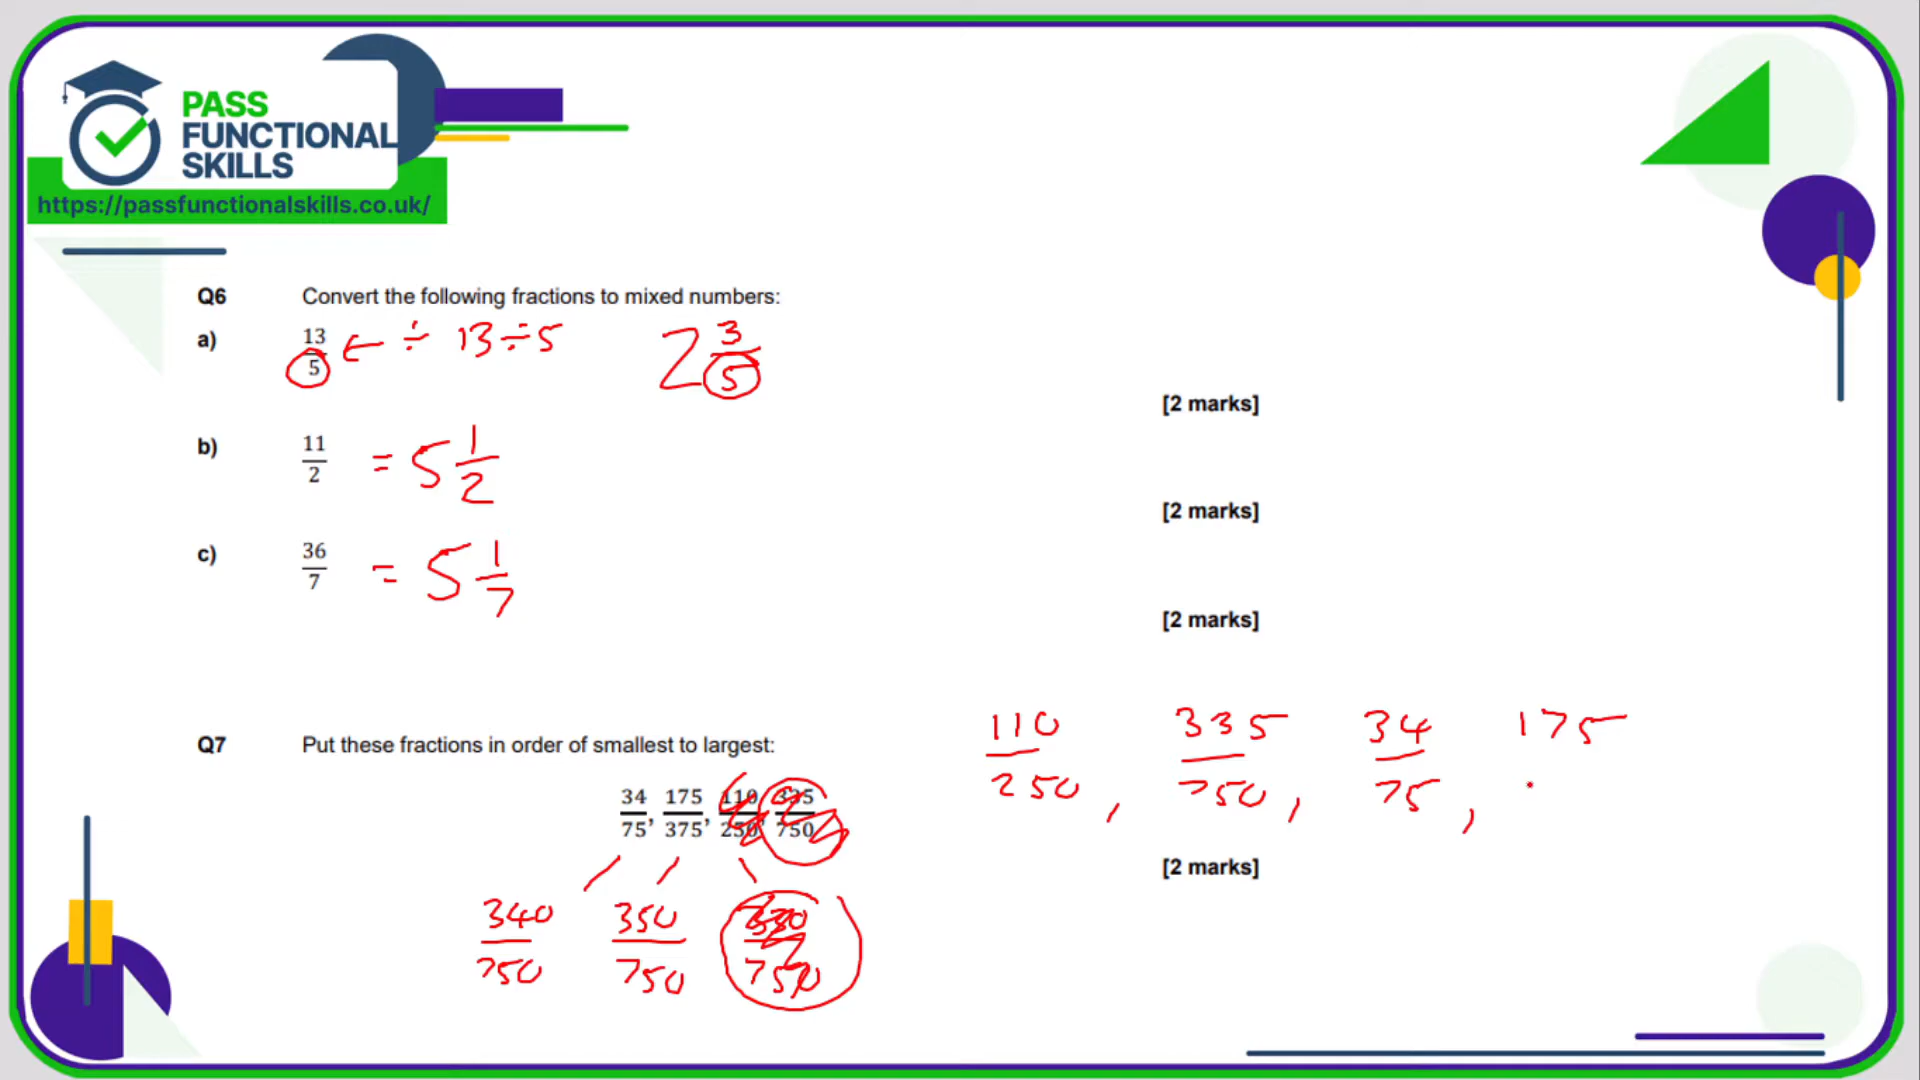 PASS
FUNCTIONAL
SKILLS
https://passfunctionalskills.co.uk/
Q6 Convert the following fractions to mixed numbers:
a) 13/5 ← ÷ 13÷5 2 3/5
[2 marks]
b) 11/2 = 5 1/2
[2 marks]
c) 36/7 = 5 1/7
[2 marks]
110/250, 335/750, 34/75, 175
Q7 Put these fractions in order of smallest to largest:
34/75, 175/375, 110/250, 335/750
[2 marks]
340/750 350/750 330/750